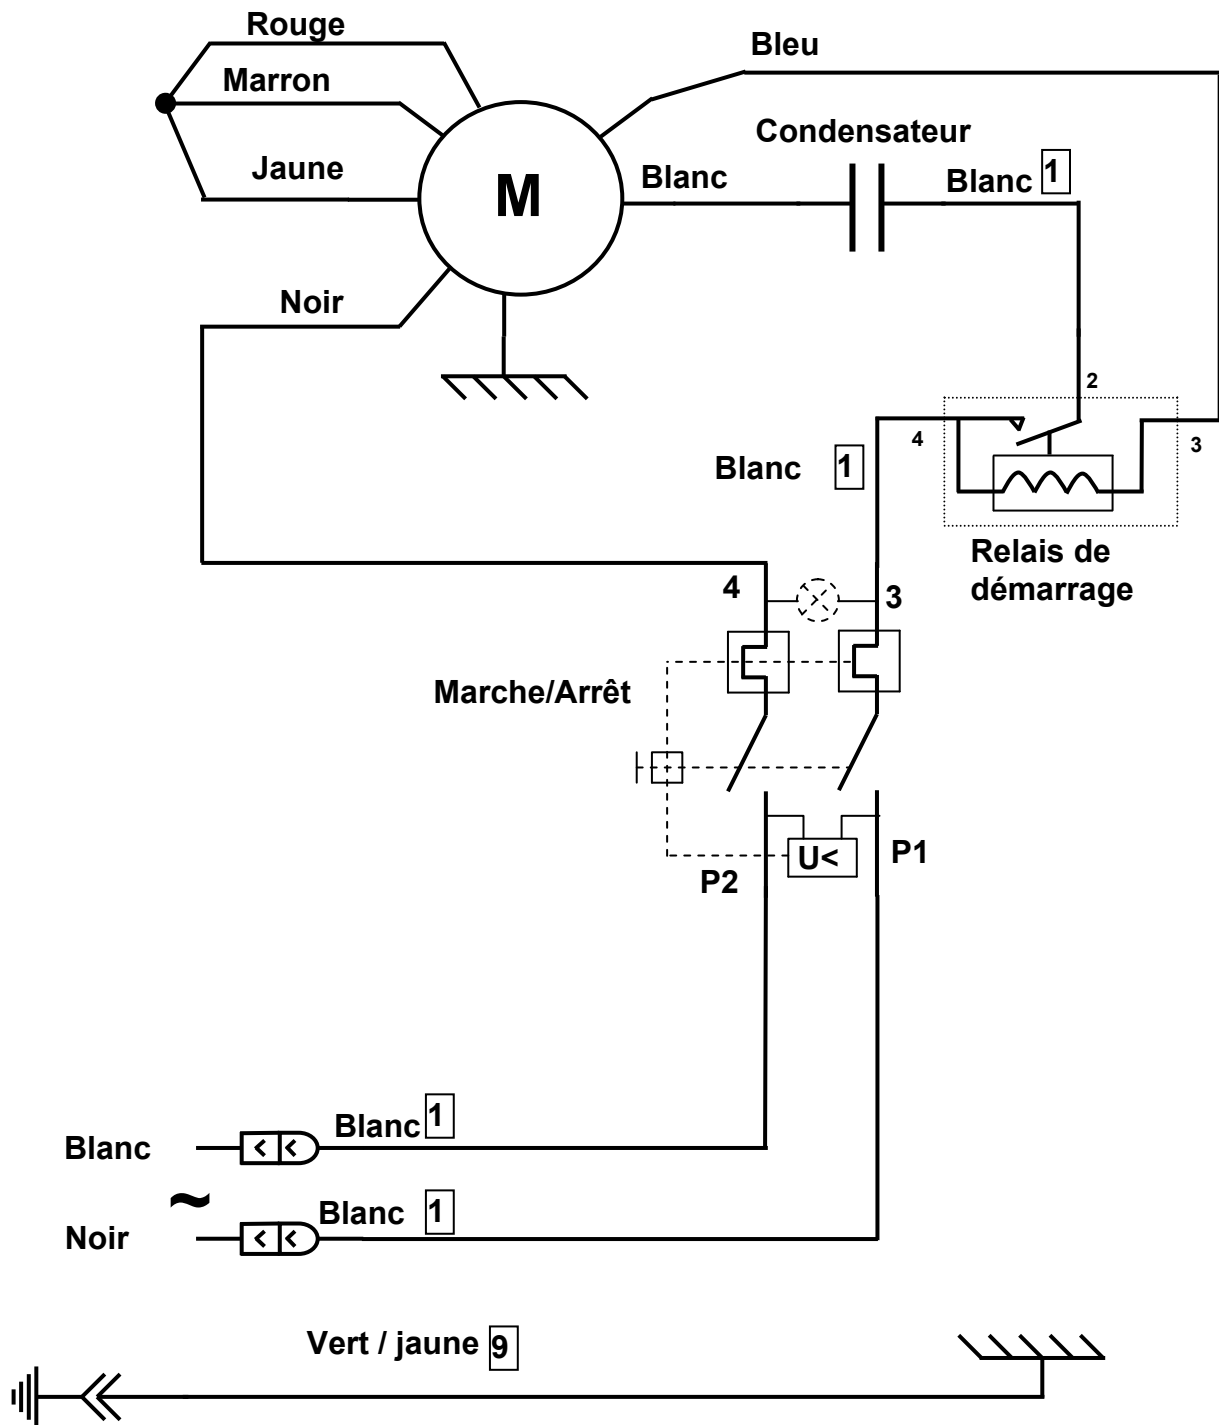 Rouge
Bleu
Marron
Condensateur
Jaune
M
Blanc
Blanc 1
Noir
2
4
3
Blanc 1
Relais de
démarrage
4
3
Marche/Arrêt
U<
P1
P2
Blanc
Blanc 1
~
Noir
Blanc 1
Vert / jaune 9